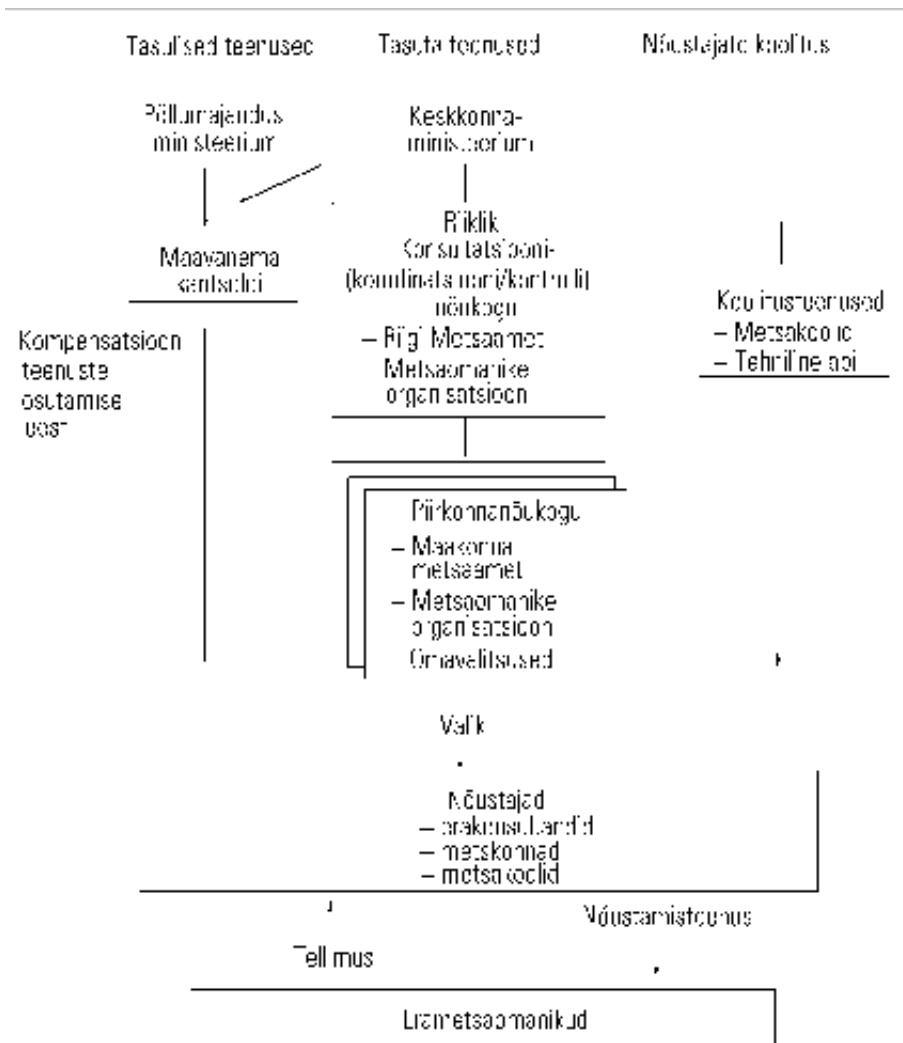 Tasulised teenused
Tasuta teenused
Nõustajate koolitus
Põllumajandus
ministeerium
Keskkonna-
ministeerium
Maavanema
kantselei
Riiklik
Konsultatsiooni-
(koordinatsiooni/kontrolli)
nõukogu
– Riigi Metsaamet
Metsaomanike
organisatsioon
Koolitusteenused
– Metsakoolid
– Tehniline abi
Kompensatsioon
teenuste
osutamise
eest
Piirkonnanõukogu
– Maakonna
metsaamet
– Metsaomanike
organisatsioon
Omavalitsused
Valik
Nõustajad
– erakonsultandid
– metskonnad
– metsakoolid
Nõustamisteenus
Tellimus
Erametsaomanikud